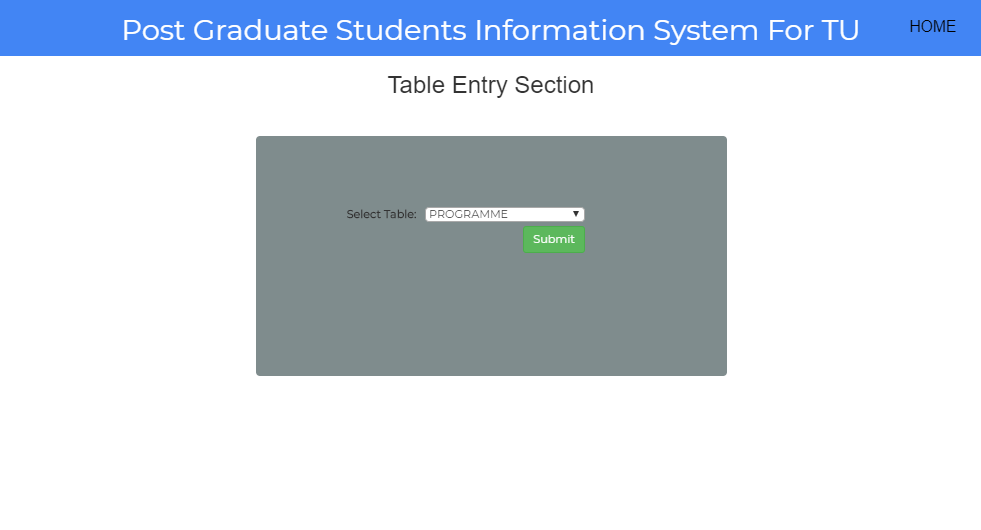 Post Graduate Students Information System For TU HOME
Table Entry Section
Select Table: PROGRAMME
Submit